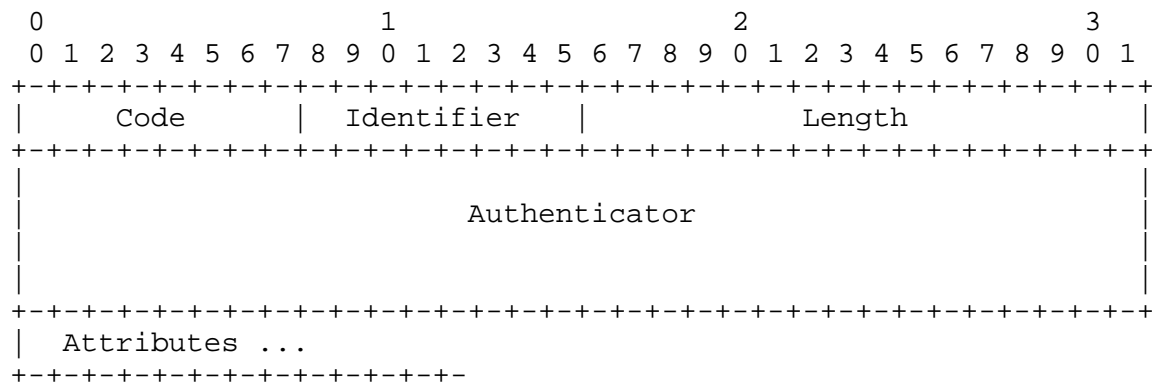 0                   1                   2                   3
 0 1 2 3 4 5 6 7 8 9 0 1 2 3 4 5 6 7 8 9 0 1 2 3 4 5 6 7 8 9 0 1
+-+-+-+-+-+-+-+-+-+-+-+-+-+-+-+-+-+-+-+-+-+-+-+-+-+-+-+-+-+-+-+-+
|     Code      |  Identifier   |            Length             |
+-+-+-+-+-+-+-+-+-+-+-+-+-+-+-+-+-+-+-+-+-+-+-+-+-+-+-+-+-+-+-+-+
|                                                               |
|                         Authenticator                         |
|                                                               |
|                                                               |
+-+-+-+-+-+-+-+-+-+-+-+-+-+-+-+-+-+-+-+-+-+-+-+-+-+-+-+-+-+-+-+-+
|  Attributes ...
+-+-+-+-+-+-+-+-+-+-+-+-+-